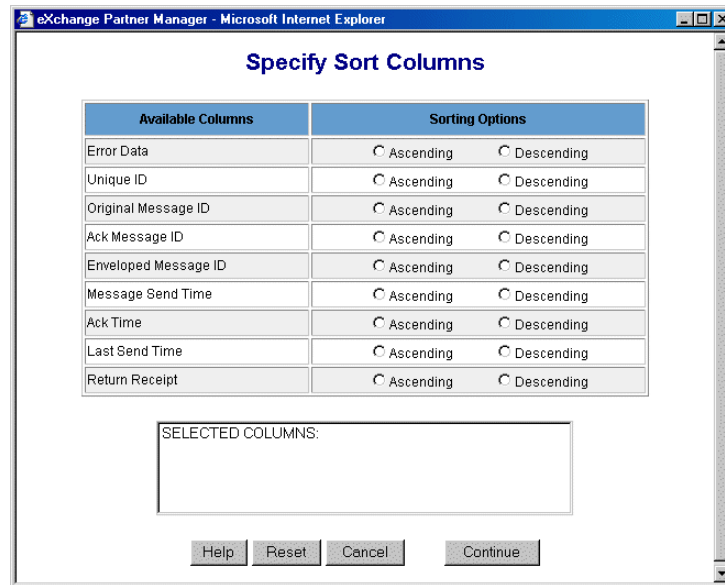 eXchange Partner Manager - Microsoft Internet Explorer
Specify Sort Columns
Available Columns Sorting Options
Error Data Ascending Descending
Unique ID Ascending Descending
Original Message ID Ascending Descending
Ack Message ID Ascending Descending
Enveloped Message ID Ascending Descending
Message Send Time Ascending Descending
Ack Time Ascending Descending
Last Send Time Ascending Descending
Return Receipt Ascending Descending
SELECTED COLUMNS:
Help Reset Cancel Continue